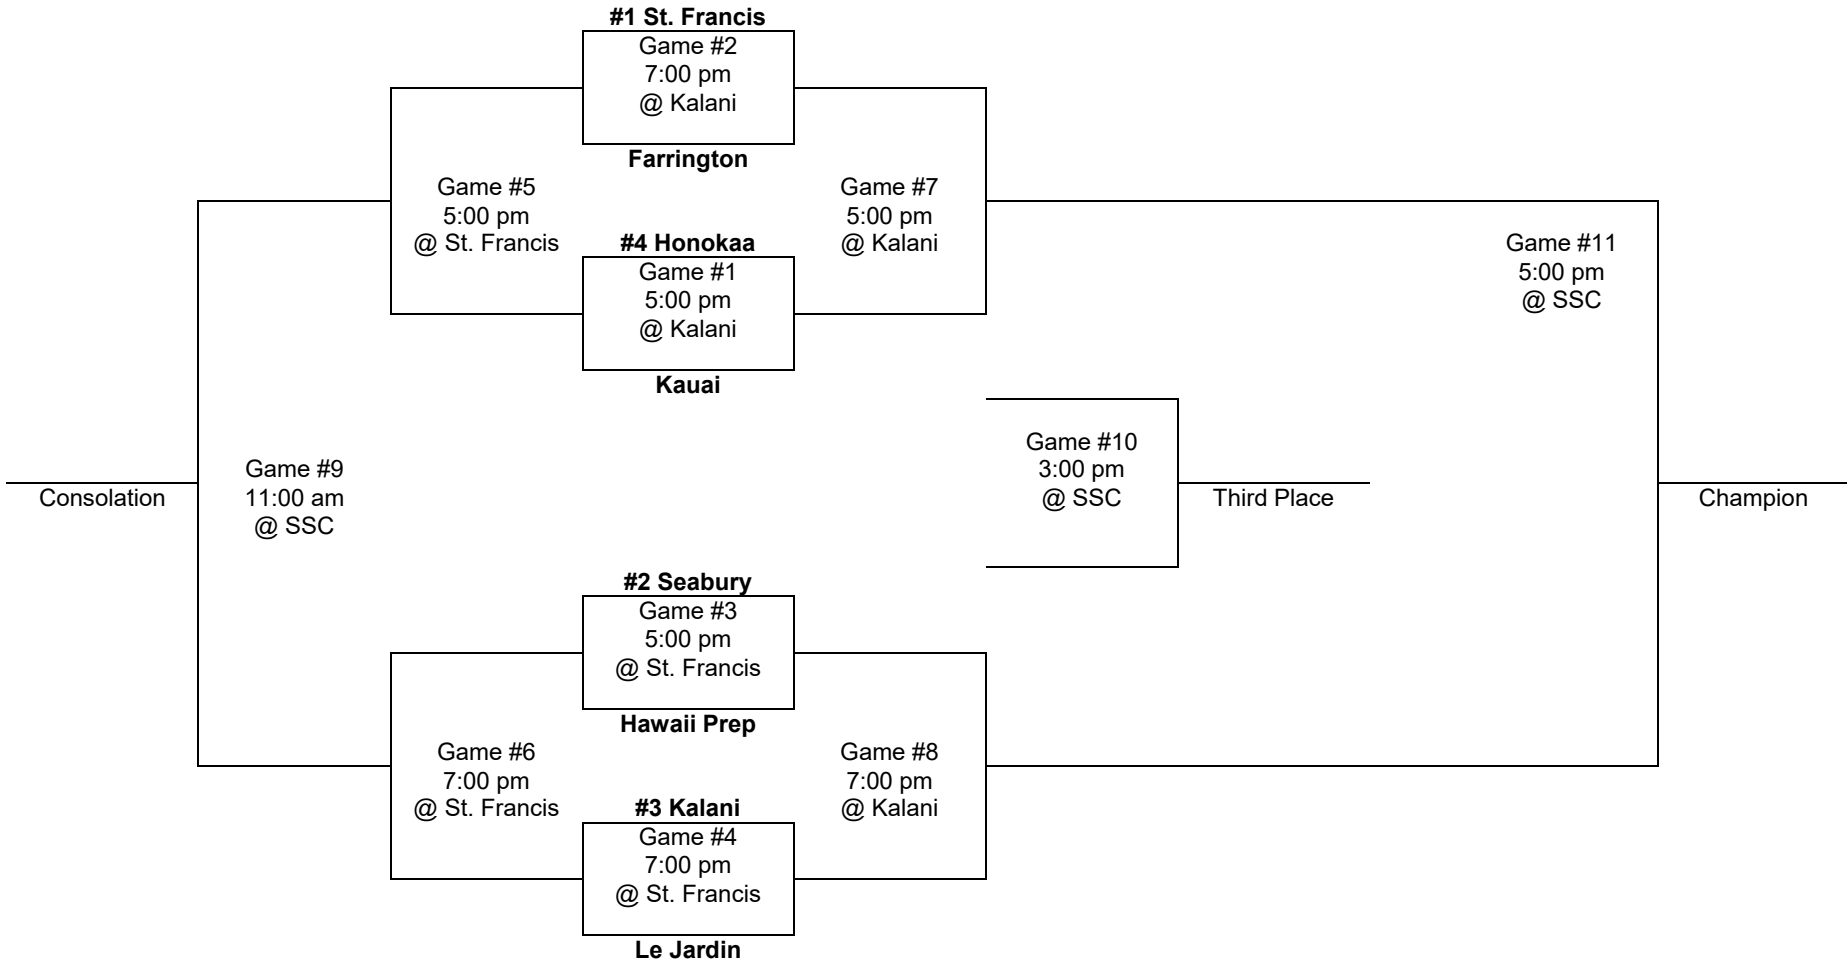 #1 St. Francis
Game #2
7:00 pm
@ Kalani
Farrington
Game #5
5:00 pm
@ St. Francis
Game #7
5:00 pm
@ Kalani
#4 Honokaa
Game #1
5:00 pm
@ Kalani
Kauai
Game #11
5:00 pm
@ SSC
Consolation
Game #9
11:00 am
@ SSC
Game #10
3:00 pm
@ SSC
Third Place
Champion
#2 Seabury
Game #3
5:00 pm
@ St. Francis
Hawaii Prep
Game #6
7:00 pm
@ St. Francis
Game #8
7:00 pm
@ Kalani
#3 Kalani
Game #4
7:00 pm
@ St. Francis
Le Jardin